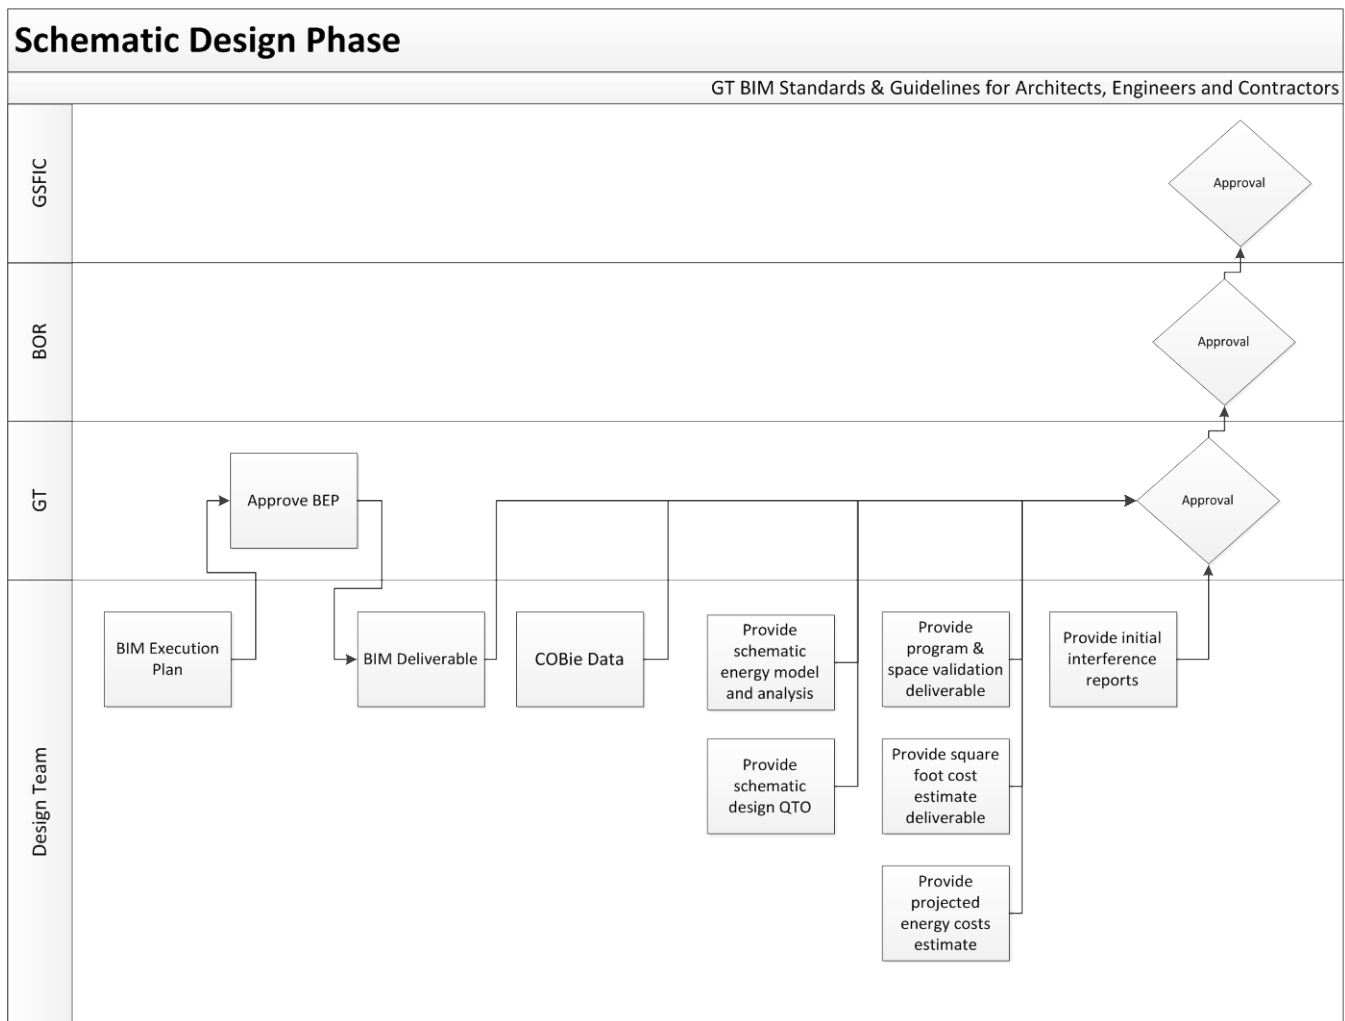 Schematic Design Phase
GT BIM Standards & Guidelines for Architects, Engineers and Contractors
GSFIC
Approval
BOR
Approval
GT
Approve BEP
Approval
Design Team
BIM Execution
Plan
BIM Deliverable
COBie Data
Provide
schematic
energy model
and analysis
Provide
program &
space validation
deliverable
Provide initial
interference
reports
Provide
schematic
design QTO
Provide square
foot cost
estimate
deliverable
Provide
projected
energy costs
estimate